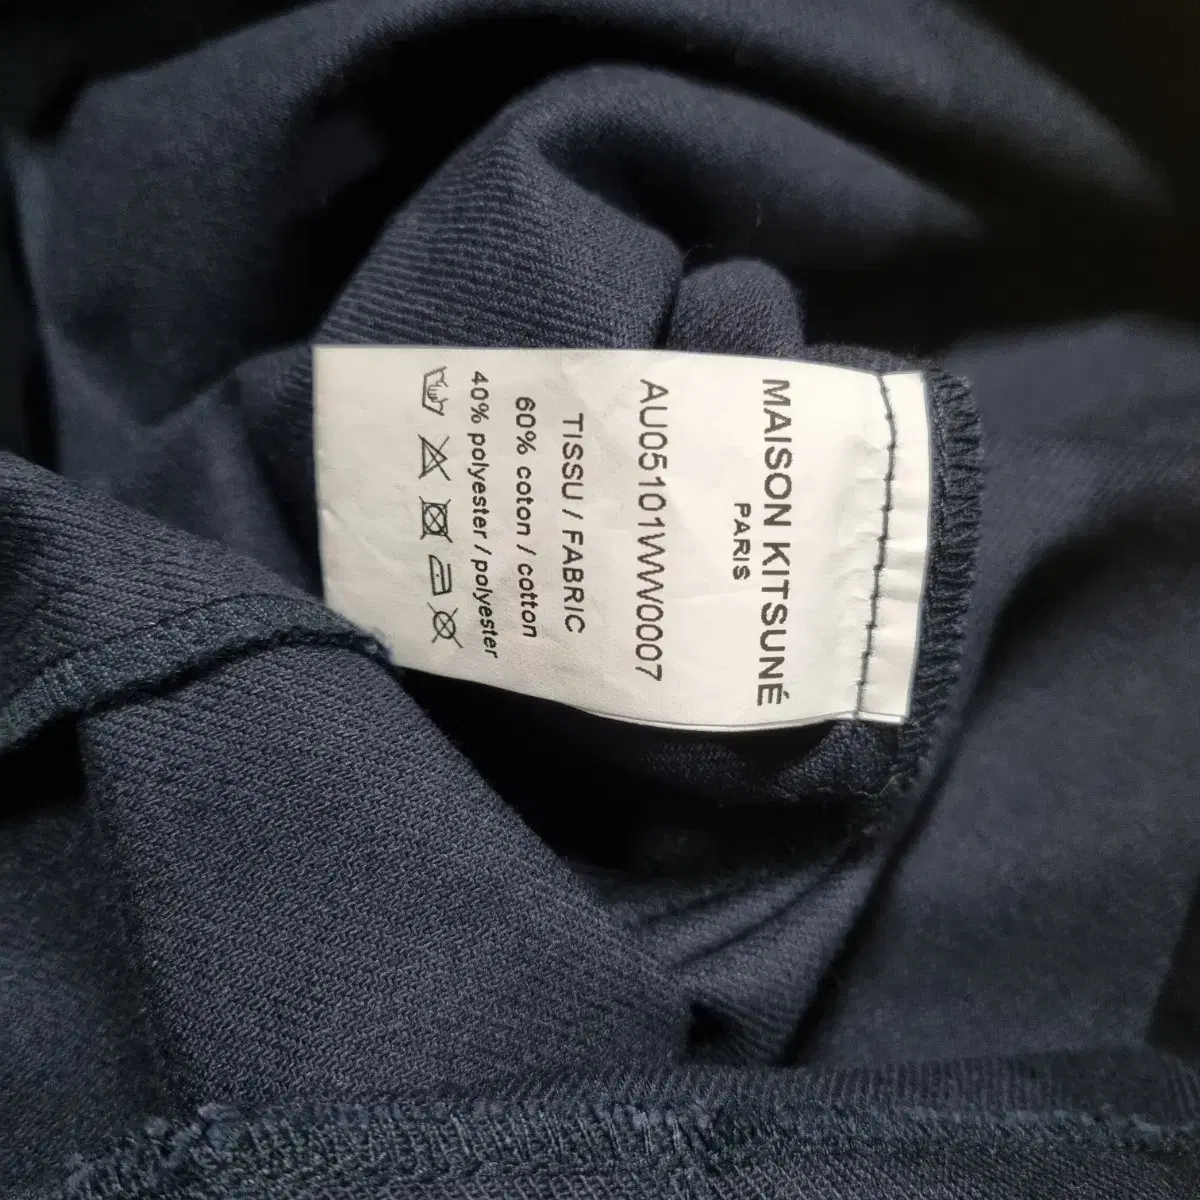 MAISON KITSUNÉ
PARIS
AU05101WW0007
TISSU / FABRIC
60% coton / cotton
40% polyester / polyester